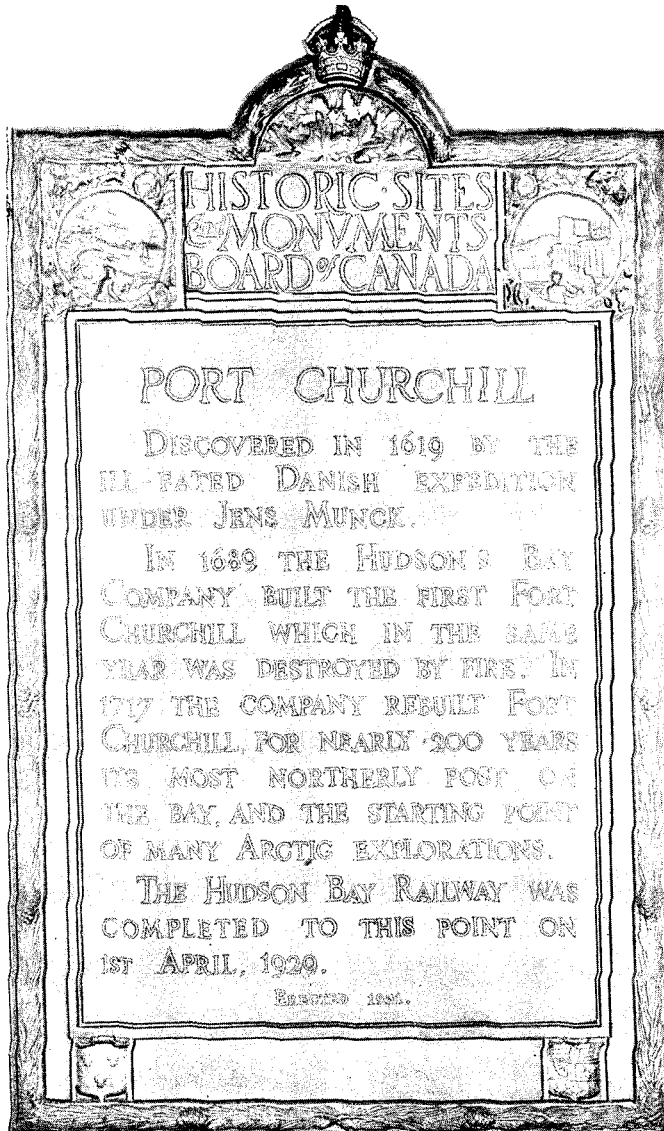 HISTORIC·SITES
and MONVMENTS
BOARD of CANADA
PORT CHURCHILL
DISCOVERED IN 1619 BY THE
ILL-FATED DANISH EXPEDITION
UNDER JENS MUNCK.
IN 1689 THE HUDSON'S BAY
COMPANY BUILT THE FIRST FORT
CHURCHILL WHICH IN THE SAME
YEAR WAS DESTROYED BY FIRE. IN
1717 THE COMPANY REBUILT FORT
CHURCHILL, FOR NEARLY 200 YEARS
ITS MOST NORTHERLY POST ON
THE BAY, AND THE STARTING POINT
OF MANY ARCTIC EXPLORATIONS.
THE HUDSON BAY RAILWAY WAS
COMPLETED TO THIS POINT ON
1ST APRIL, 1929.
ERECTED